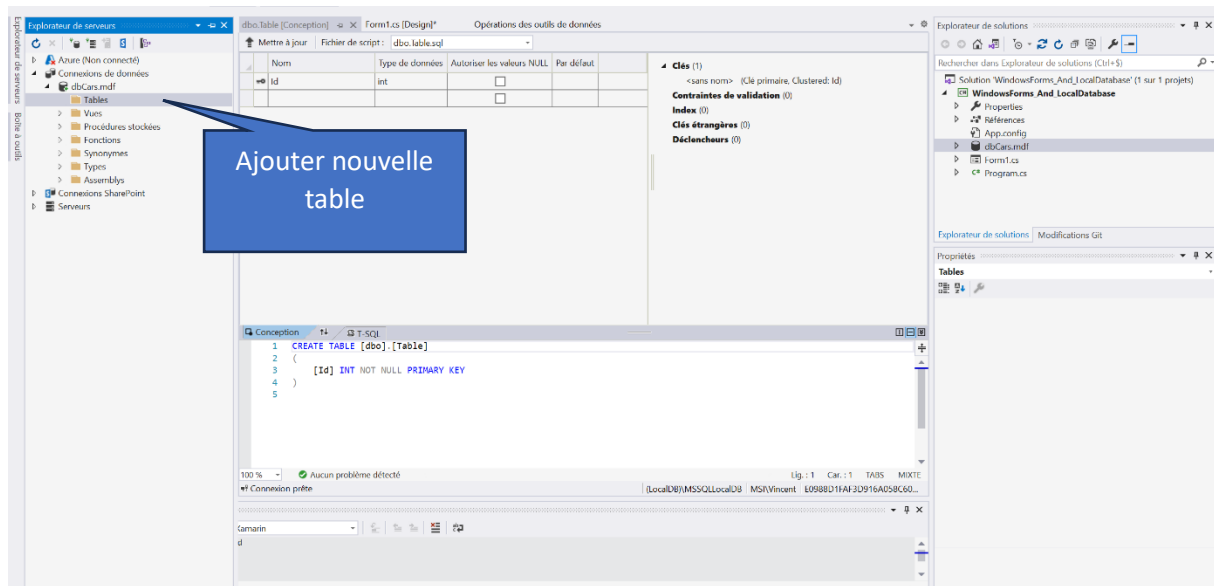 Explorateur de serveurs
Boîte à outils
Explorateur de serveurs
Azure (Non connecté)
Connexions de données
dbCars.mdf
Tables
Vues
Procédures stockées
Fonctions
Synonymes
Types
Assemblys
Connexions SharePoint
Serveurs
Ajouter nouvelle
table
dbo.Table [Conception]
Form1.cs [Design]*
Opérations des outils de données
Mettre à jour
Fichier de script :
dbo.Table.sql
Nom
Type de données
Autoriser les valeurs NULL
Par défaut
Id
int
Clés (1)
<sans nom> (Clé primaire, Clustered: Id)
Contraintes de validation (0)
Index (0)
Clés étrangères (0)
Déclencheurs (0)
Conception
T-SQL
1 CREATE TABLE [dbo].[Table]
2 (
3 [Id] INT NOT NULL PRIMARY KEY
4 )
5
100 %
Aucun problème détecté
Lig. : 1 Car. : 1 TABS MIXTE
Connexion prête
(LocalDB)\MSSQLLocalDB
MSI\Vincent
E0988D1FAF3D916A058C60...
Xamarin
d
Explorateur de solutions
Rechercher dans Explorateur de solutions (Ctrl+$)
Solution 'WindowsForms_And_LocalDatabase' (1 sur 1 projets)
WindowsForms_And_LocalDatabase
Properties
Références
App.config
dbCars.mdf
Form1.cs
C# Program.cs
Explorateur de solutions
Modifications Git
Propriétés
Tables